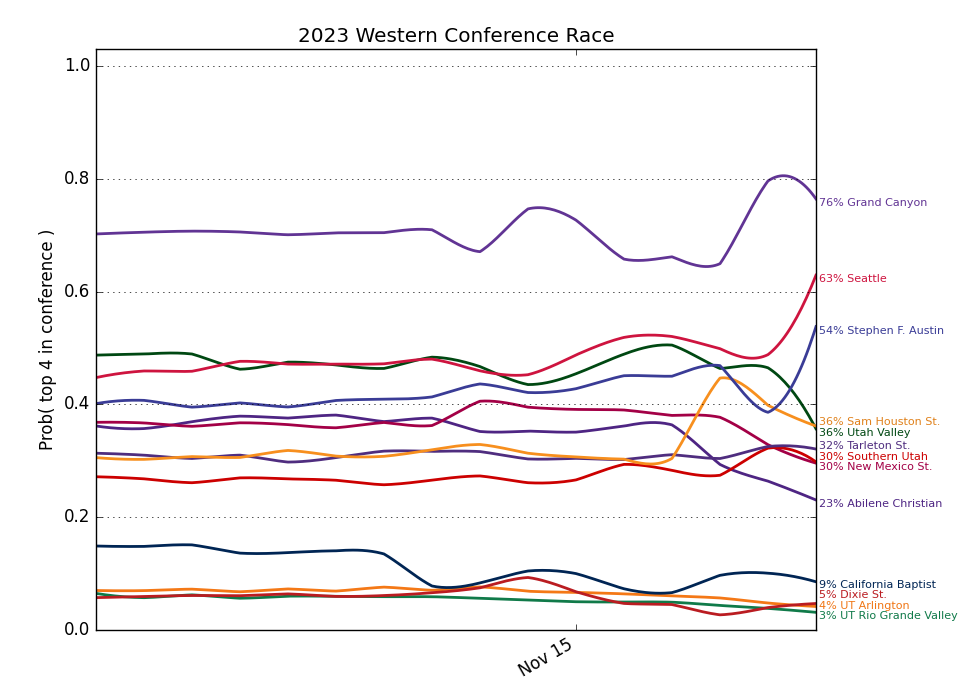 2023 Western Conference Race
Prob( top 4 in conference )
1.0
0.8
0.6
0.4
0.2
0.0
Nov 15
76% Grand Canyon
63% Seattle
54% Stephen F. Austin
36% Sam Houston St.
36% Utah Valley
32% Tarleton St.
30% Southern Utah
30% New Mexico St.
23% Abilene Christian
9% California Baptist
5% Dixie St.
4% UT Arlington
3% UT Rio Grande Valley